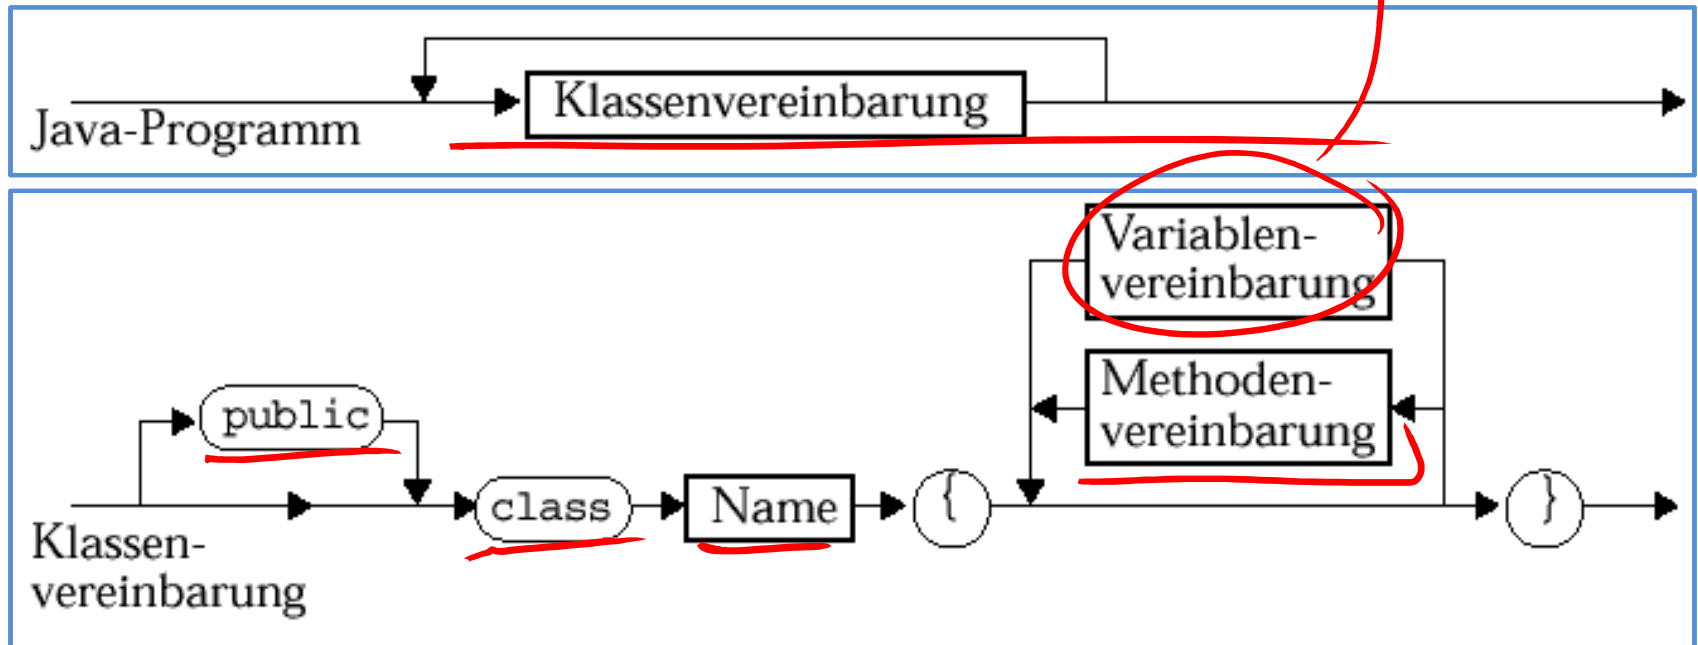 Klassenvereinbarung
Java-Programm
Variablen-
vereinbarung
Methoden-
vereinbarung
public
class
Name
{
}
Klassen-
vereinbarung